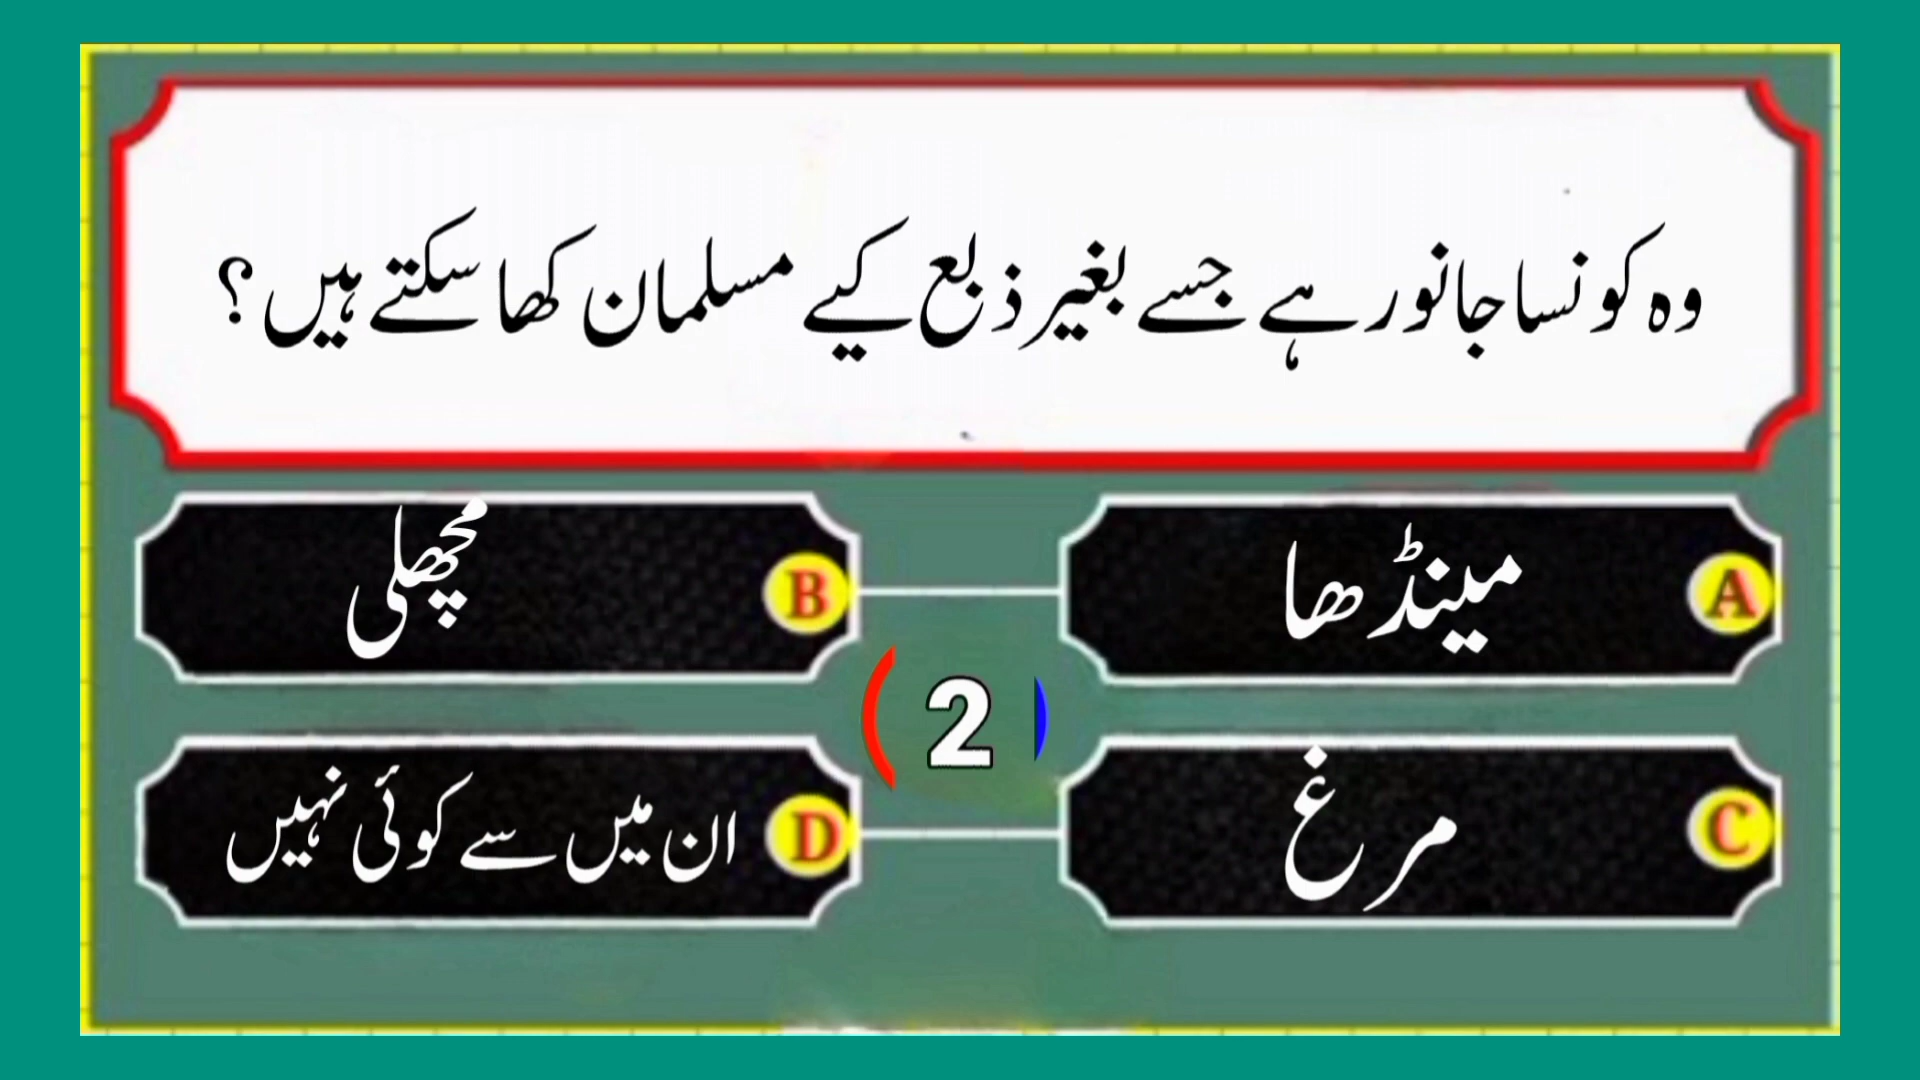 وہ کونسا جانور ہے جسے بغیر ذبع کیے مسلمان کھا سکتے ہیں؟
A مینڈھا
B مچھلی
2
C مرغ
D ان میں سے کوئی نہیں